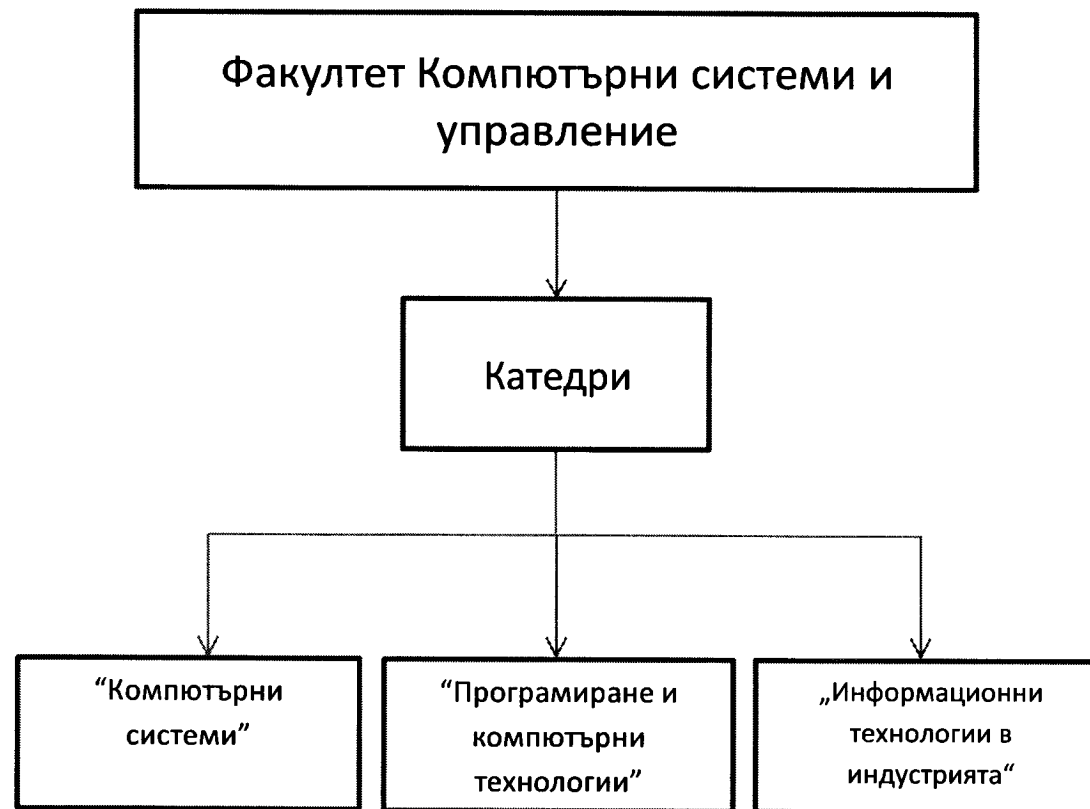 Факултет Компютърни системи и
управление
Катедри
“Компютърни
системи”
“Програмиране и
компютърни
технологии”
„Информационни
технологии в
индустрията“